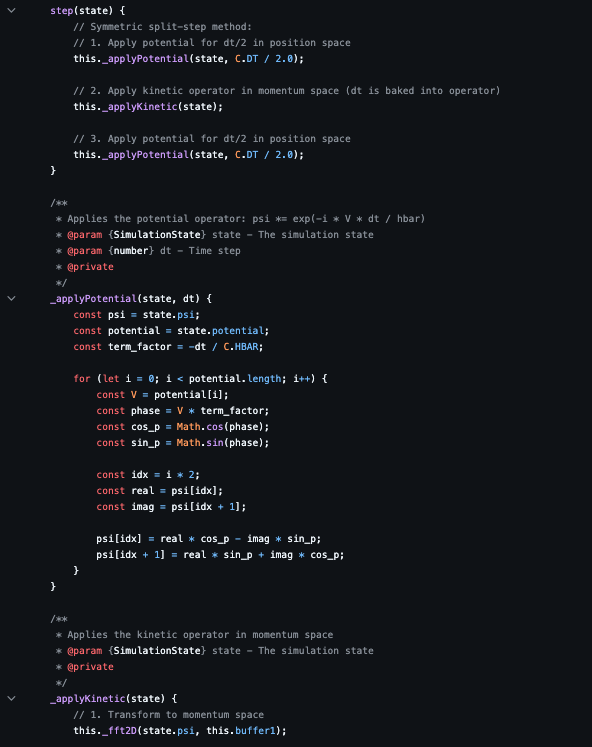 step(state) {
// Symmetric split-step method:
// 1. Apply potential for dt/2 in position space
this._applyPotential(state, C.DT / 2.0);
// 2. Apply kinetic operator in momentum space (dt is baked into operator)
this._applyKinetic(state);
// 3. Apply potential for dt/2 in position space
this._applyPotential(state, C.DT / 2.0);
}
/**
* Applies the potential operator: psi *= exp(-i * V * dt / hbar)
* @param {SimulationState} state - The simulation state
* @param {number} dt - Time step
* @private
*/
_applyPotential(state, dt) {
const psi = state.psi;
const potential = state.potential;
const term_factor = -dt / C.HBAR;
for (let i = 0; i < potential.length; i++) {
const V = potential[i];
const phase = V * term_factor;
const cos_p = Math.cos(phase);
const sin_p = Math.sin(phase);
const idx = i * 2;
const real = psi[idx];
const imag = psi[idx + 1];
psi[idx] = real * cos_p - imag * sin_p;
psi[idx + 1] = real * sin_p + imag * cos_p;
}
}
/**
* Applies the kinetic operator in momentum space
* @param {SimulationState} state - The simulation state
* @private
*/
_applyKinetic(state) {
// 1. Transform to momentum space
this._fft2D(state.psi, this.buffer1);